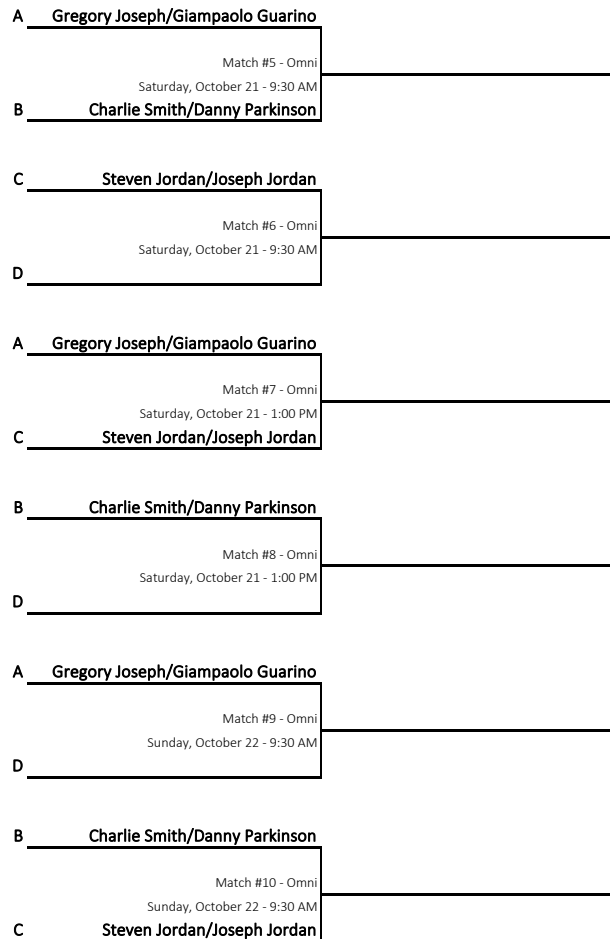 A Gregory Joseph/Giampaolo Guarino
Match #5 - Omni
Saturday, October 21 - 9:30 AM
B Charlie Smith/Danny Parkinson
C Steven Jordan/Joseph Jordan
Match #6 - Omni
Saturday, October 21 - 9:30 AM
D
A Gregory Joseph/Giampaolo Guarino
Match #7 - Omni
Saturday, October 21 - 1:00 PM
C Steven Jordan/Joseph Jordan
B Charlie Smith/Danny Parkinson
Match #8 - Omni
Saturday, October 21 - 1:00 PM
D
A Gregory Joseph/Giampaolo Guarino
Match #9 - Omni
Sunday, October 22 - 9:30 AM
D
B Charlie Smith/Danny Parkinson
Match #10 - Omni
Sunday, October 22 - 9:30 AM
C Steven Jordan/Joseph Jordan